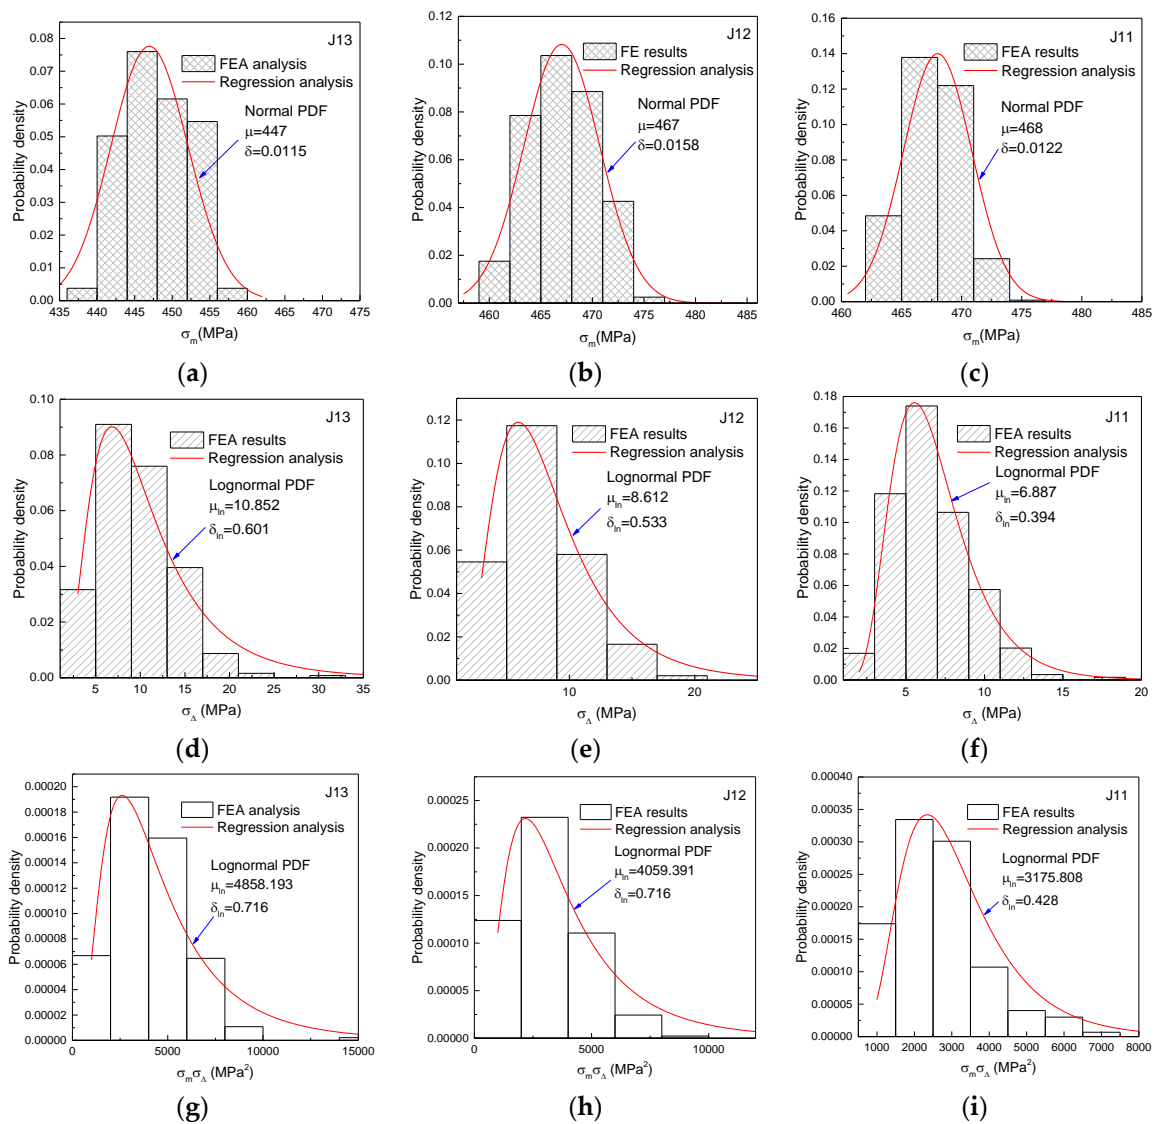 J13
FEA analysis
Regression analysis
Normal PDF
μ=447
δ=0.0115
Probability density
0.08
0.07
0.06
0.05
0.04
0.03
0.02
0.01
0.00
435 440 445 450 455 460 465 470 475
σm(MPa)
(a)
J12
FE results
Regression analysis
Normal PDF
μ=467
δ=0.0158
Probability density
0.12
0.10
0.08
0.06
0.04
0.02
0.00
460 465 470 475 480 485
σm(MPa)
(b)
J11
FEA results
Regression analysis
Normal PDF
μ=468
δ=0.0122
Probability density
0.16
0.14
0.12
0.10
0.08
0.06
0.04
0.02
0.00
460 465 470 475 480 485
σm(MPa)
(c)
J13
FEA results
Regression analysis
Lognormal PDF
μln=10.852
δln=0.601
Probability density
0.10
0.08
0.06
0.04
0.02
0.00
5 10 15 20 25 30 35
σΔ (MPa)
(d)
J12
FEA results
Regression analysis
Lognormal PDF
μln=8.612
δln=0.533
Probability density
0.12
0.10
0.08
0.06
0.04
0.02
0.00
10 20
σΔ (MPa)
(e)
J11
FEA results
Regression analysis
Lognormal PDF
μln=6.887
δln=0.394
Probability density
0.18
0.15
0.12
0.10
0.08
0.06
0.04
0.02
0.00
5 10 15 20
σΔ (MPa)
(f)
J13
FEA analysis
Regression analysis
Lognormal PDF
μln=4858.193
δln=0.716
Probability density
0.00020
0.00018
0.00016
0.00014
0.00012
0.00010
0.00008
0.00006
0.00004
0.00002
0.00000
0 5000 10000 15000
σmσΔ (MPa²)
(g)
J12
FEA results
Regression analysis
Lognormal PDF
μln=4059.391
δln=0.716
Probability density
0.00025
0.00020
0.00015
0.00010
0.00005
0.00000
0 5000 10000
σmσΔ (MPa²)
(h)
J11
FEA results
Regression analysis
Lognormal PDF
μln=3175.808
δln=0.428
Probability density
0.00040
0.00035
0.00030
0.00025
0.00020
0.00015
0.00010
0.00005
0.00000
1000 2000 3000 4000 5000 6000 7000 8000
σmσΔ (MPa²)
(i)